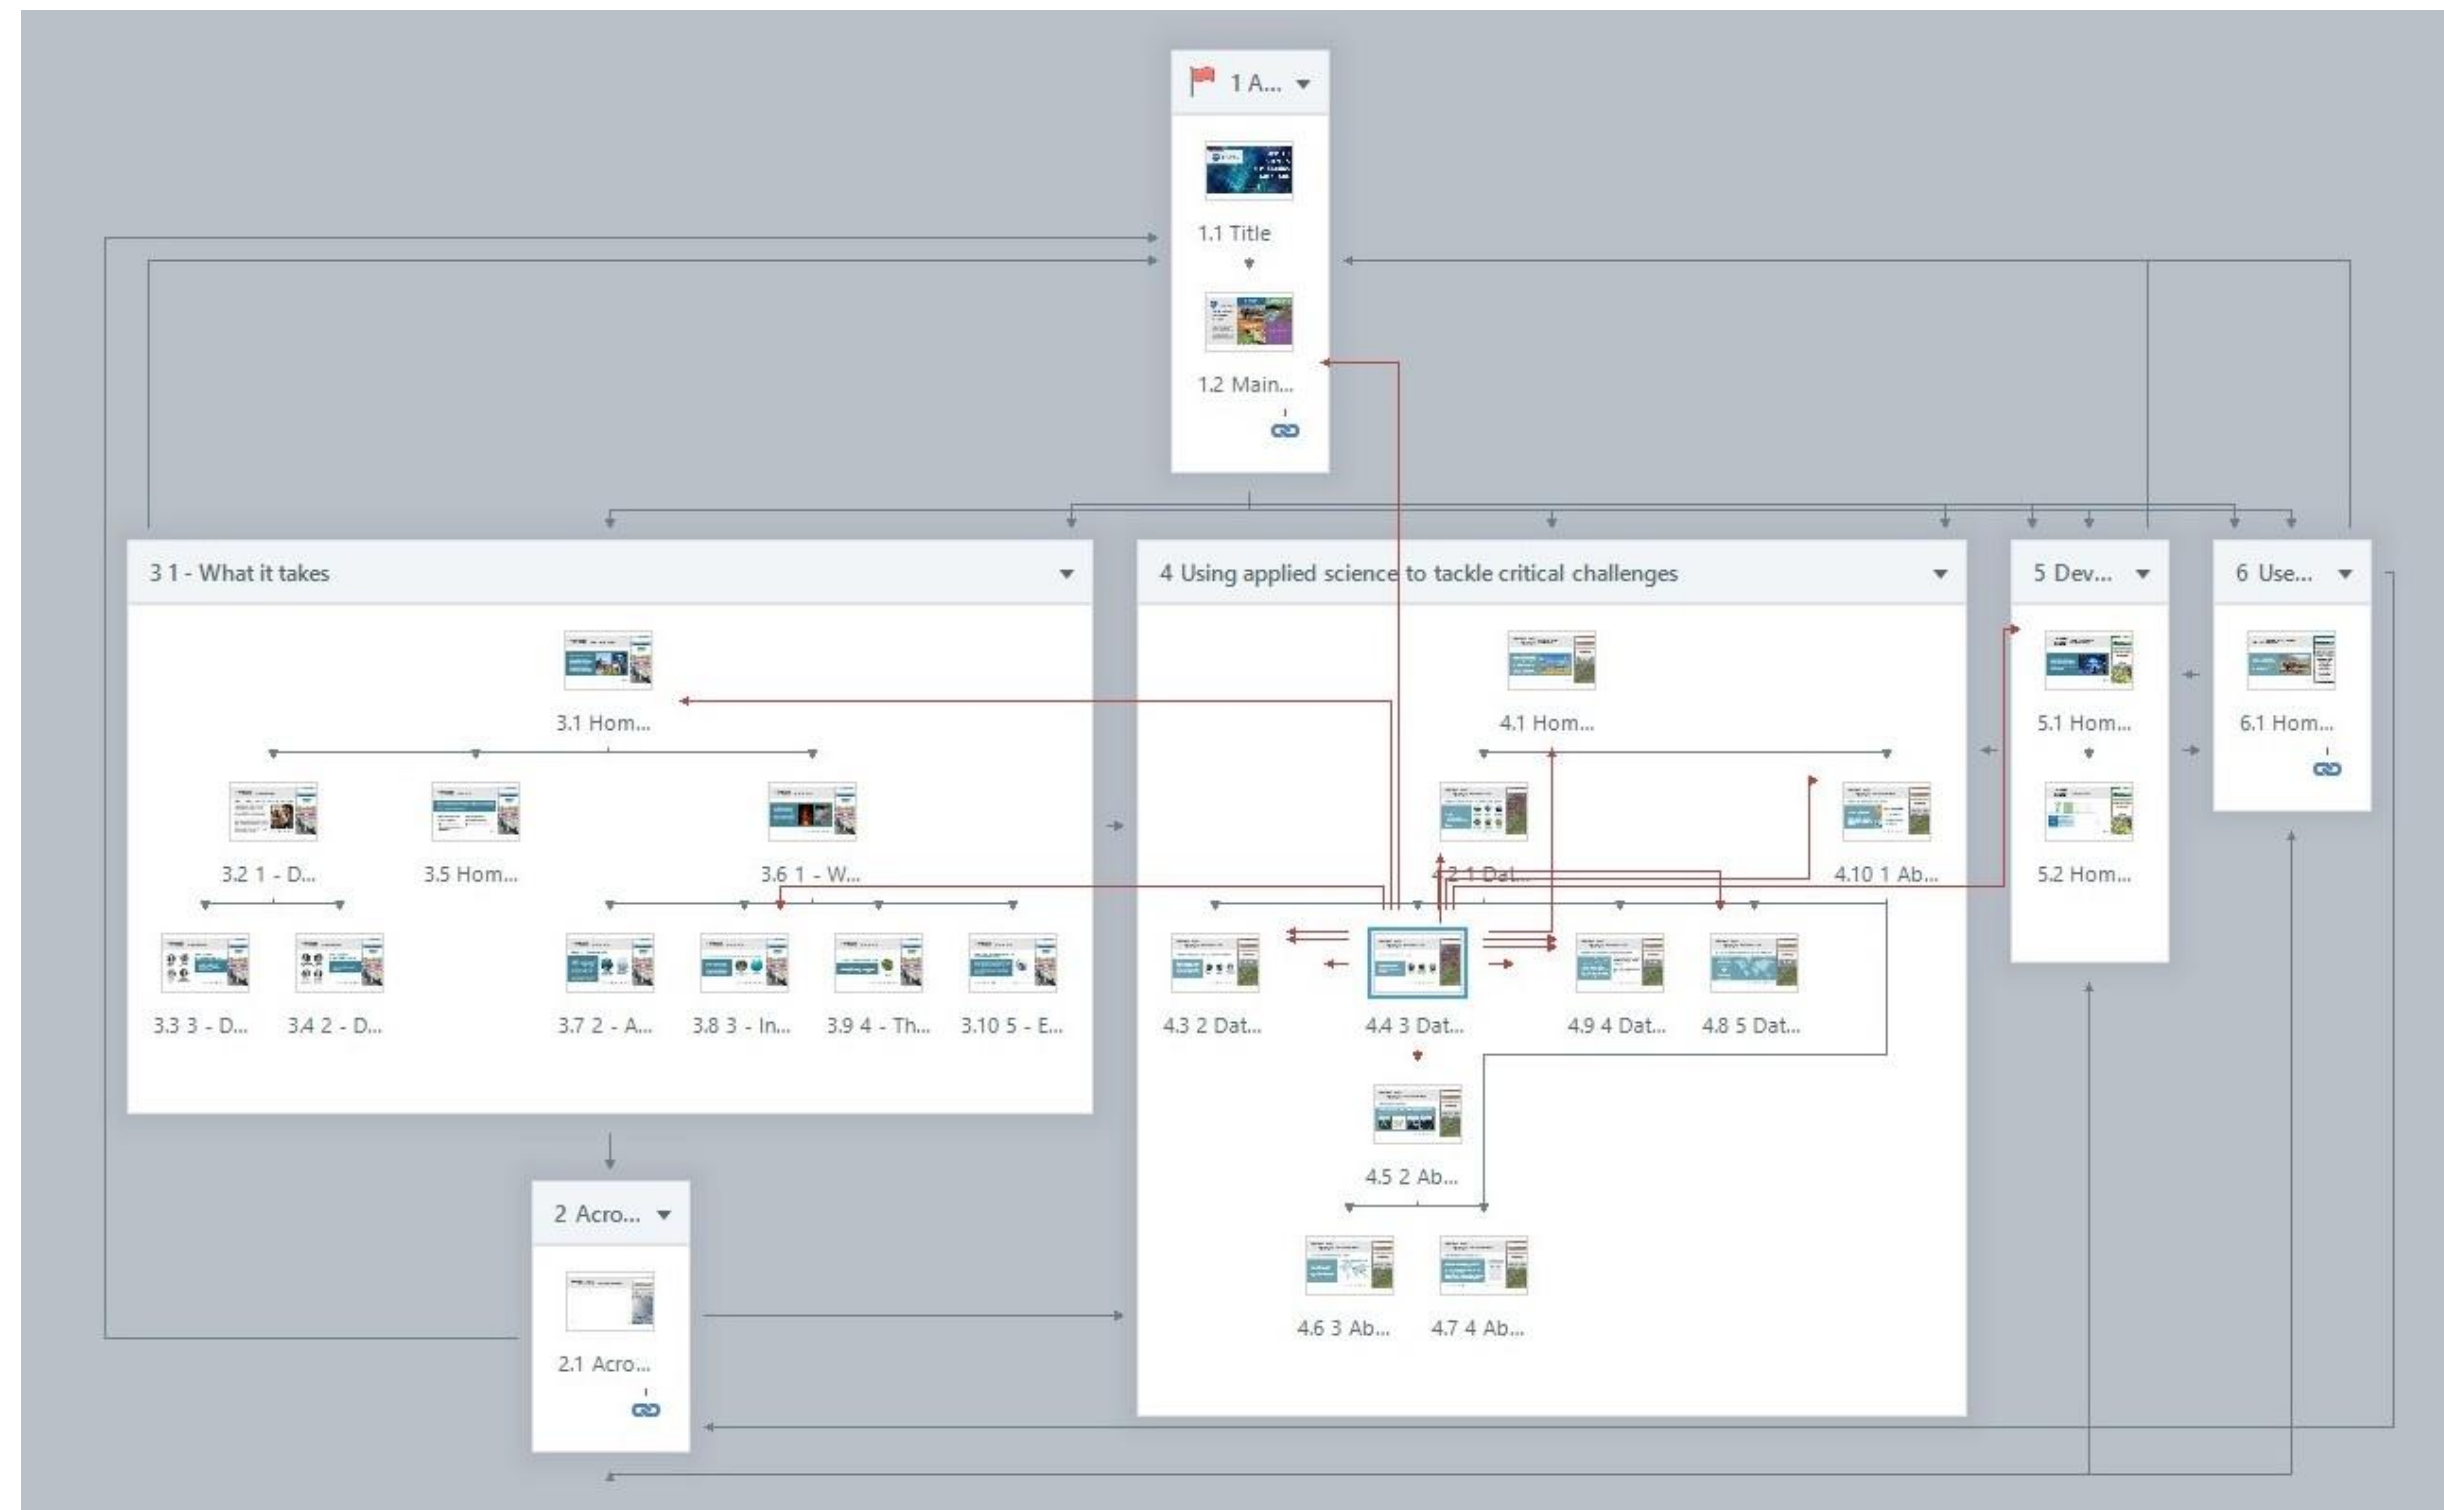 1 A...
1.1 Title
1.2 Main...
3 1 - What it takes
4 Using applied science to tackle critical challenges
5 Dev...
6 Use...
3.1 Hom...
4.1 Hom...
5.1 Hom...
6.1 Hom...
3.2 1 - D...
3.5 Hom...
3.6 1 - W...
4.2 1 Dat...
4.10 1 Ab...
5.2 Hom...
3.3 3 - D...
3.4 2 - D...
3.7 2 - A...
3.8 3 - In...
3.9 4 - Th...
3.10 5 - E...
4.3 2 Dat...
4.4 3 Dat...
4.9 4 Dat...
4.8 5 Dat...
4.5 2 Ab...
2 Acro...
4.6 3 Ab...
4.7 4 Ab...
2.1 Acro...